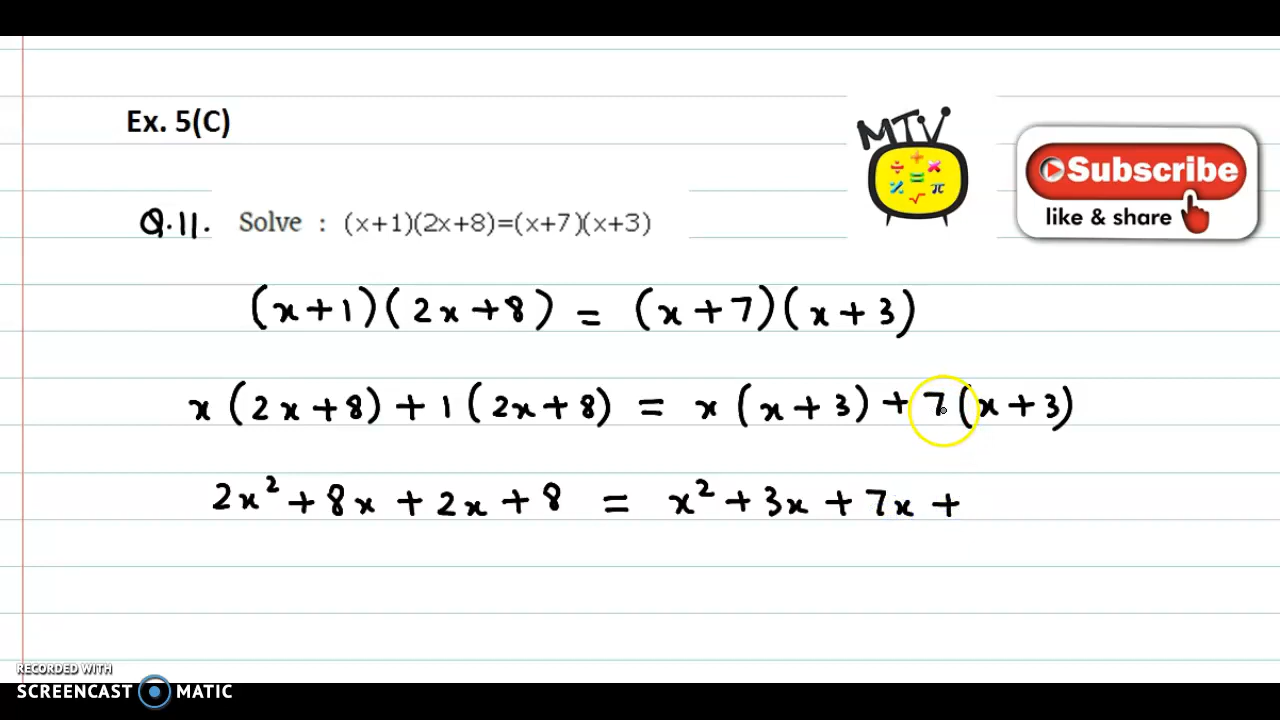 Ex. 5(C)
MTV
÷ + × = % π √
Subscribe
like & share
Q.11. Solve : (x+1)(2x+8)=(x+7)(x+3)
(x+1)(2x+8) = (x+7)(x+3)
x(2x+8)+1(2x+8) = x(x+3)+7(x+3)
2x²+8x+2x+8 = x²+3x+7x+
RECORDED WITH
SCREENCAST MATIC